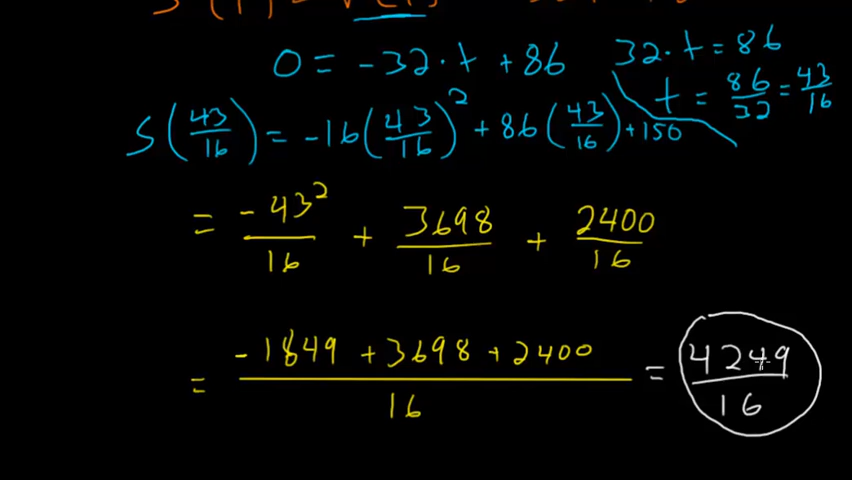 0 = -32·t + 86
32·t = 86
t = 86/32 = 43/16
S(43/16) = -16(43/16)² + 86(43/16) + 150
= -43²/16 + 3698/16 + 2400/16
= -1849 + 3698 + 2400/16 = 4249/16